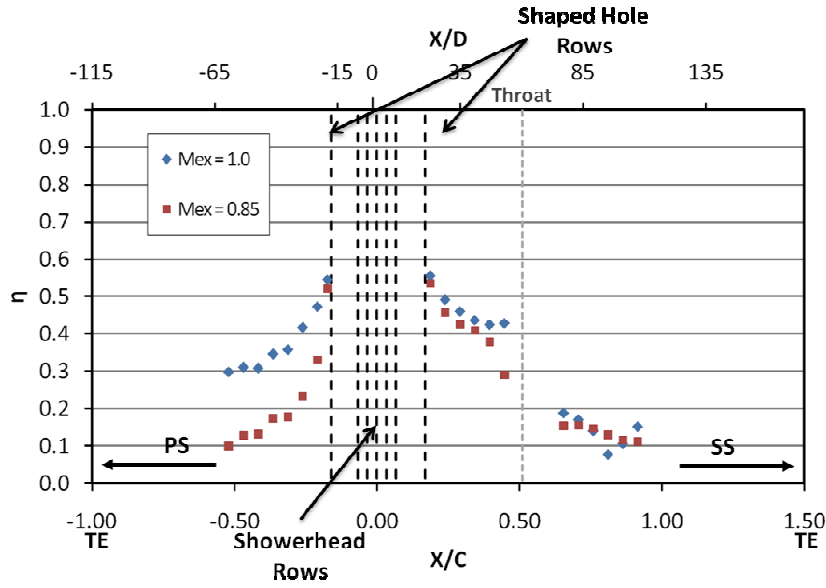 Shaped Hole
Rows
X/D
-115 -65 -15 0 35 85 135
Throat
1.0
0.9
0.8
0.7
0.6
0.5
0.4
0.3
0.2
0.1
0.0
η
Mex = 1.0
Mex = 0.85
PS
SS
-1.00 -0.50 0.00 0.50 1.00 1.50
TE
Showerhead
Rows
X/C
TE